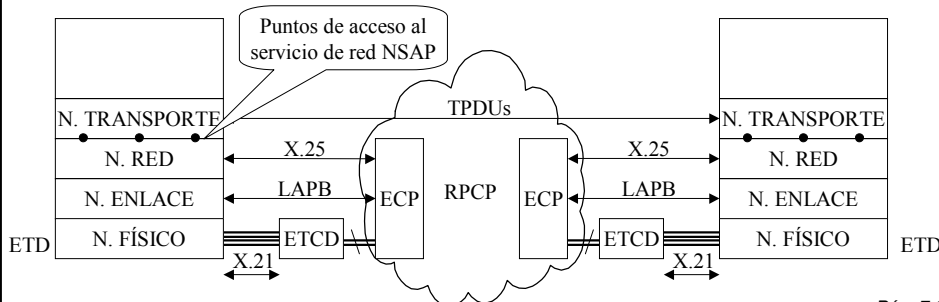 Puntos de acceso al
servicio de red NSAP
N. TRANSPORTE
TPDUs
N. TRANSPORTE
N. RED
X.25
X.25
N. RED
N. ENLACE
LAPB
ECP
RPCP
ECP
LAPB
N. ENLACE
ETD
N. FÍSICO
ETCD
ETCD
N. FÍSICO
ETD
X.21
X.21